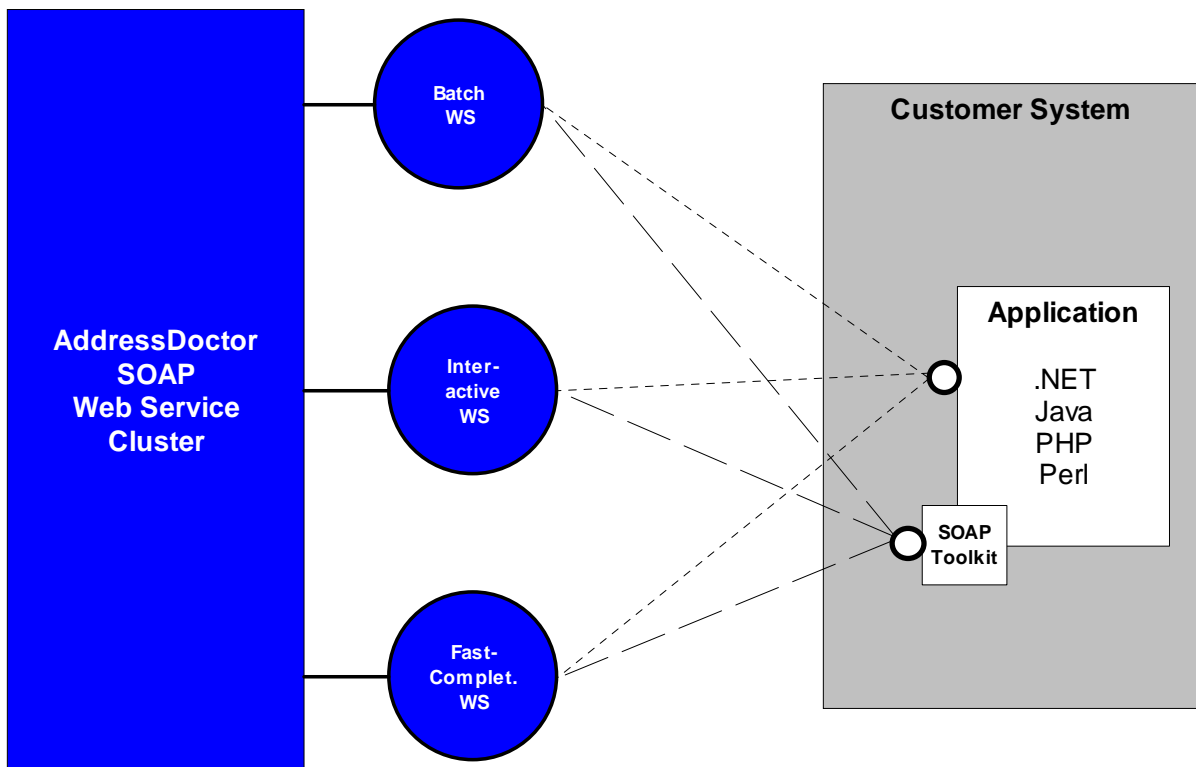 AddressDoctor
SOAP
Web Service
Cluster
Batch
WS
Inter-
active
WS
Fast-
Complet.
WS
Customer System
Application
.NET
Java
PHP
Perl
SOAP
Toolkit